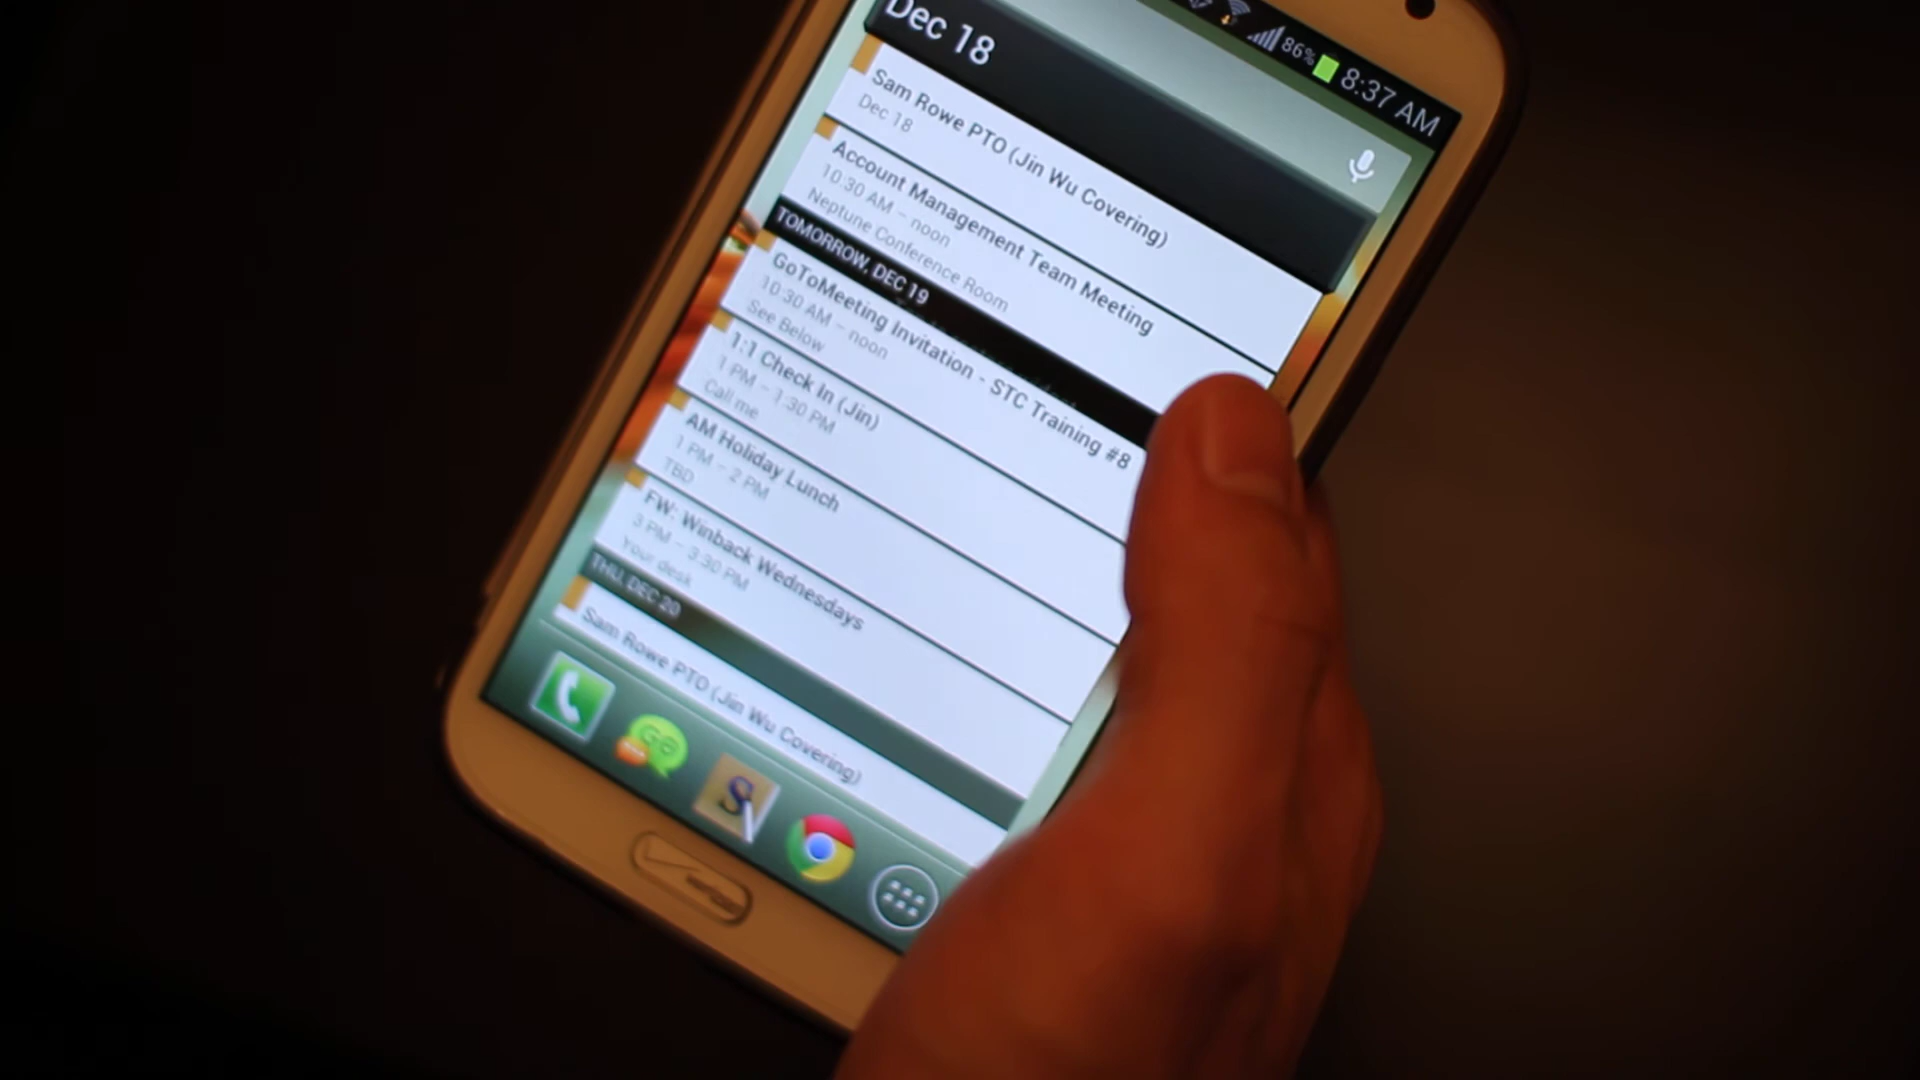 86% 8:37 AM
Dec 18
Sam Rowe PTO (Jin Wu Covering)
Dec 18
Account Management Team Meeting
10:30 AM – noon
Neptune Conference Room
TOMORROW, DEC 19
GoToMeeting Invitation - STC Training #8
10:30 AM – noon
See Below
1:1 Check In (Jin)
1 PM – 1:30 PM
Call me
AM Holiday Lunch
1 PM – 2 PM
TBD
FW: Winback Wednesdays
3 PM – 3:30 PM
Your desk
THU, DEC 20
Sam Rowe PTO (Jin Wu Covering)
GO
S
verizon